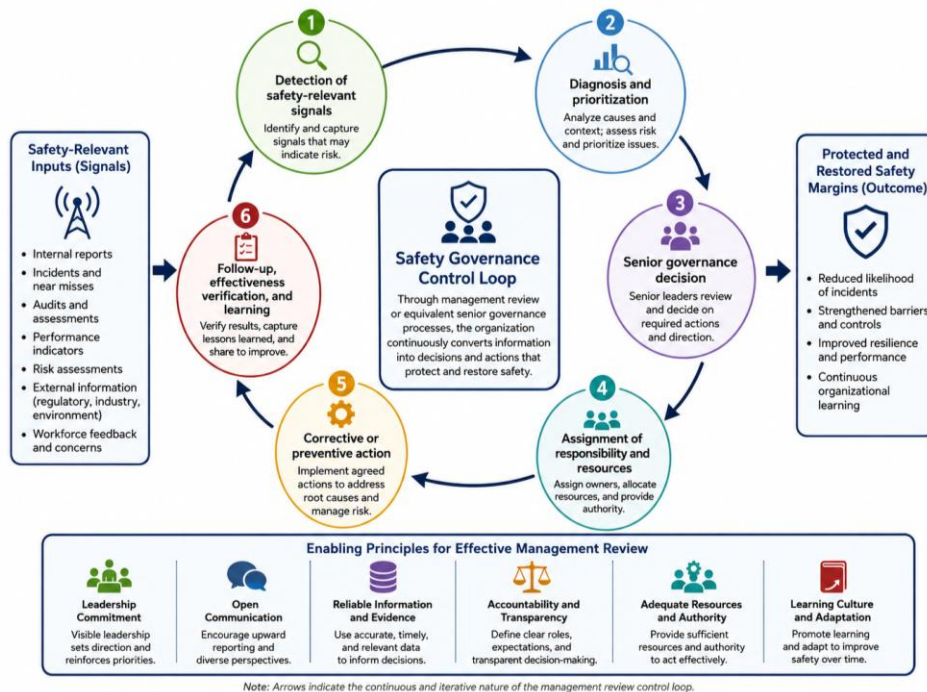 1
Detection of
safety-relevant
signals
Identify and capture
signals that may
indicate risk.
2
Diagnosis and
prioritization
Analyze causes and
context; assess risk
and prioritize issues.
Safety-Relevant
Inputs (Signals)
• Internal reports
• Incidents and
near misses
• Audits and
assessments
• Performance
indicators
• Risk assessments
• External information
(regulatory, industry,
environment)
• Workforce feedback
and concerns
Safety Governance
Control Loop
Through management review
or equivalent senior governance
processes, the organization
continuously converts information
into decisions and actions that
protect and restore safety.
3
Senior governance
decision
Senior leaders review
and decide on
required actions
and direction.
Protected and
Restored Safety
Margins (Outcome)
• Reduced likelihood
of incidents
• Strengthened barriers
and controls
• Improved resilience
and performance
• Continuous
organizational
learning
6
Follow-up,
effectiveness
verification, and
learning
Verify results, capture
lessons learned, and
share to improve.
5
Corrective or
preventive action
Implement agreed
actions to address
root causes and
manage risk.
4
Assignment of
responsibility and
resources
Assign owners, allocate
resources, and provide
authority.
Enabling Principles for Effective Management Review
Leadership
Commitment
Visible leadership
sets direction and
reinforces priorities.
Open
Communication
Encourage upward
reporting and
diverse perspectives.
Reliable Information
and Evidence
Use accurate, timely,
and relevant data
to inform decisions.
Accountability and
Transparency
Define clear roles,
expectations, and
transparent decision-making.
Adequate Resources
and Authority
Provide sufficient
resources and authority
to act effectively.
Learning Culture
and Adaptation
Promote learning
and adapt to improve
safety over time.
Note: Arrows indicate the continuous and iterative nature of the management review control loop.